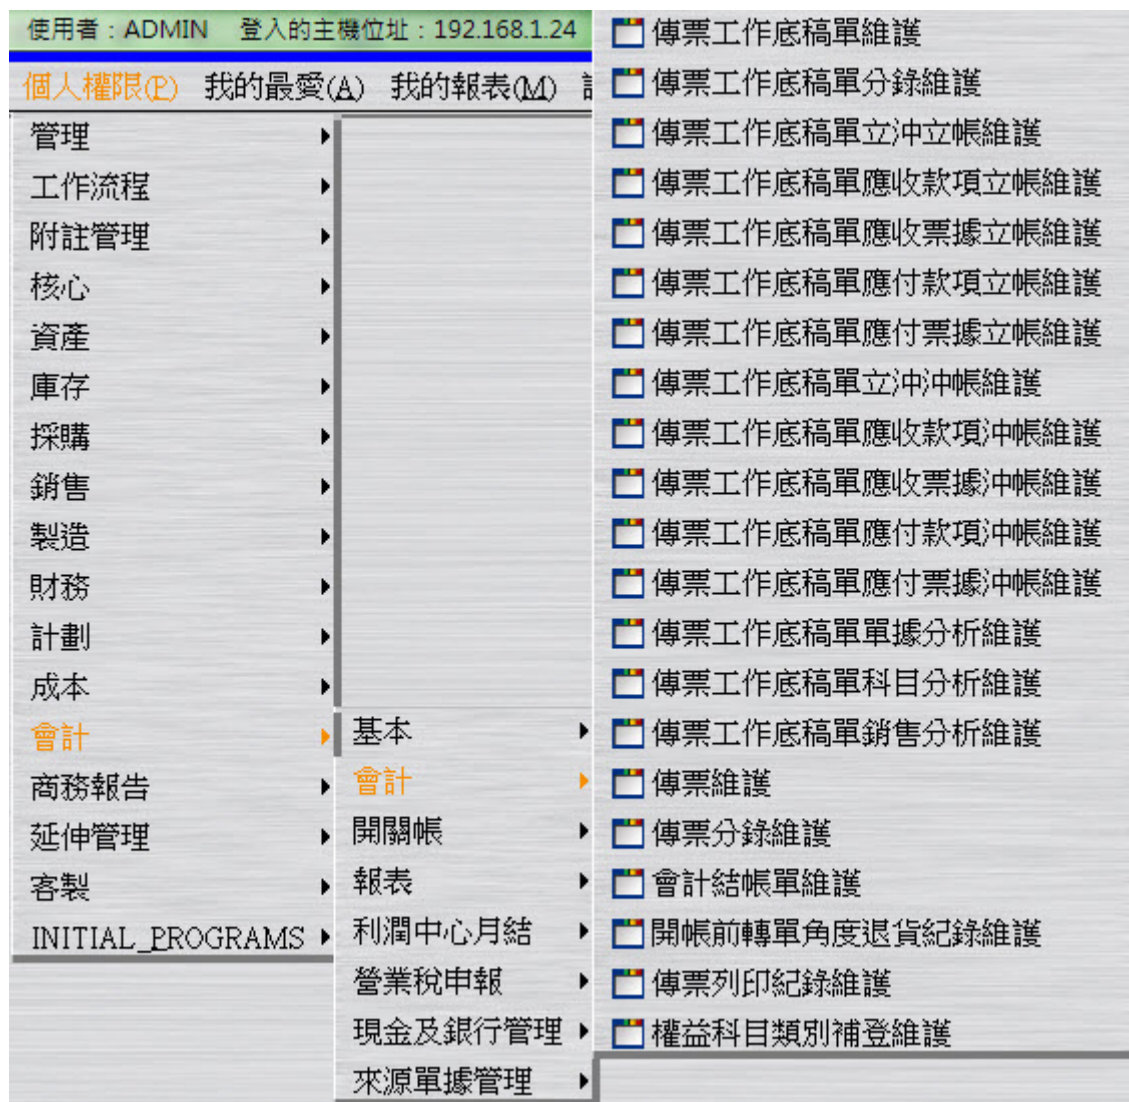 使用者：ADMIN 登入的主機位址：192.168.1.24
個人權限(P) 我的最愛(A) 我的報表(M)
管理
工作流程
附註管理
核心
資產
庫存
採購
銷售
製造
財務
計劃
成本
會計
商務報告
延伸管理
客製
INITIAL_PROGRAMS
基本
會計
開關帳
報表
利潤中心月結
營業稅申報
現金及銀行管理
來源單據管理
傳票工作底稿單維護
傳票工作底稿單分錄維護
傳票工作底稿單立沖立帳維護
傳票工作底稿單應收款項立帳維護
傳票工作底稿單應收票據立帳維護
傳票工作底稿單應付款項立帳維護
傳票工作底稿單應付票據立帳維護
傳票工作底稿單立沖沖帳維護
傳票工作底稿單應收款項沖帳維護
傳票工作底稿單應收票據沖帳維護
傳票工作底稿單應付款項沖帳維護
傳票工作底稿單應付票據沖帳維護
傳票工作底稿單單據分析維護
傳票工作底稿單科目分析維護
傳票工作底稿單銷售分析維護
傳票維護
傳票分錄維護
會計結帳單維護
開帳前轉單角度退貨紀錄維護
傳票列印紀錄維護
權益科目類別補登維護